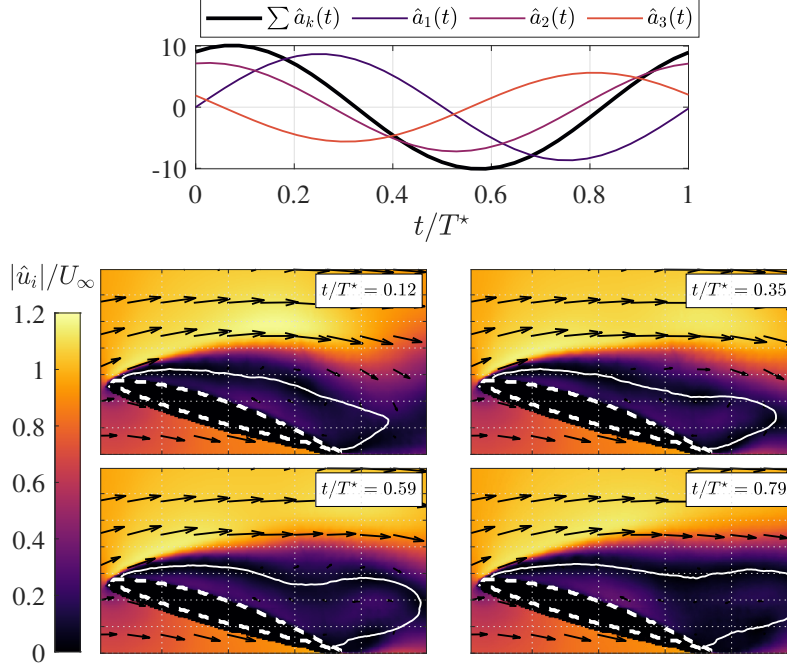 ∑ â_k(t) â_1(t) â_2(t) â_3(t)
10
0
-10
0 0.2 0.4 0.6 0.8 1
t/T⋆
|û_i|/U_∞
1.2
1
0.8
0.6
0.4
0.2
0
t/T⋆ = 0.12
t/T⋆ = 0.35
t/T⋆ = 0.59
t/T⋆ = 0.79